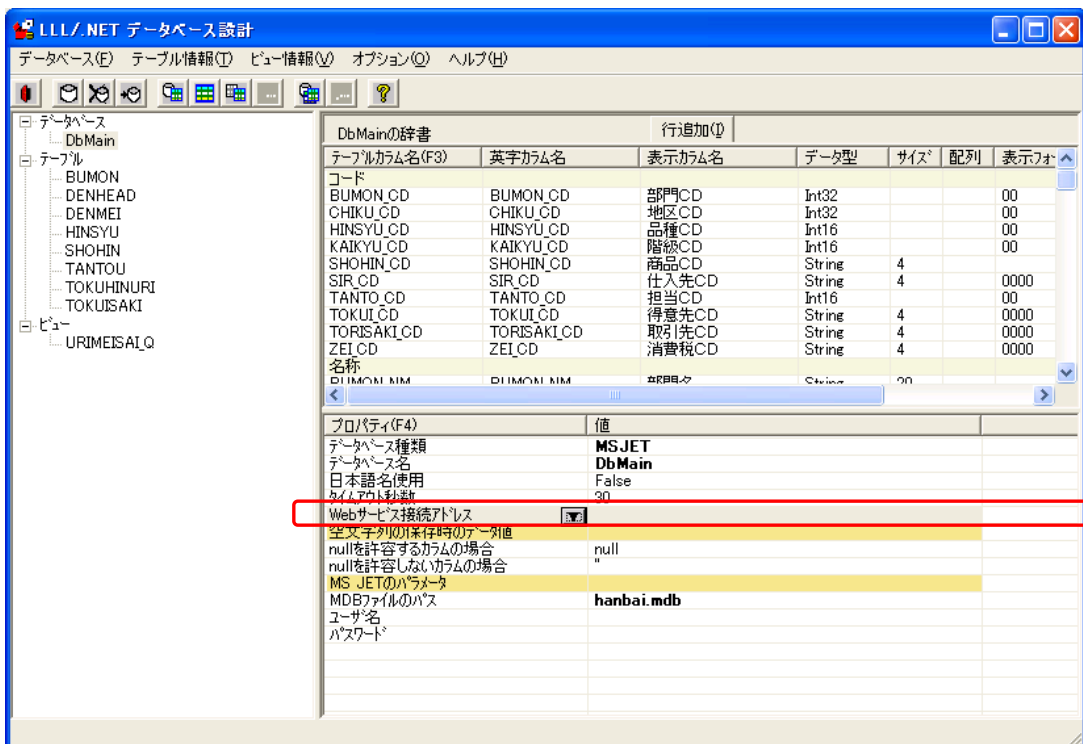 LLL/.NET データベース設計
データベース(F) テーブル情報(T) ビュー情報(V) オプション(O) ヘルプ(H)
データベース
DbMain
テーブル
BUMON
DENHEAD
DENMEI
HINSYU
SHOHIN
TANTOU
TOKUHINURI
TOKUISAKI
ビュー
URIMEISAI_Q
DbMainの辞書 行追加(I)
テーブルカラム名(F3) 英字カラム名 表示カラム名 データ型 サイズ 配列 表示フォ
コード
BUMON_CD BUMON_CD 部門CD Int32 00
CHIKU_CD CHIKU_CD 地区CD Int32 00
HINSYU_CD HINSYU_CD 品種CD Int16 00
KAIKYU_CD KAIKYU_CD 階級CD Int16 00
SHOHIN_CD SHOHIN_CD 商品CD String 4
SIR_CD SIR_CD 仕入先CD String 4 0000
TANTO_CD TANTO_CD 担当CD Int16 00
TOKUI_CD TOKUI_CD 得意先CD String 4 0000
TORISAKI_CD TORISAKI_CD 取引先CD String 4 0000
ZEI_CD ZEI_CD 消費税CD String 4 0000
名称
BUMON_NM BUMON_NM 部門名 String 20
プロパティ(F4) 値
データベース種類 MSJET
データベース名 DbMain
日本語名使用 False
タイムアウト秒数 30
Webサービス接続アドレス
空文字列の保存時のデータ値
nullを許容するカラムの場合 null
nullを許容しないカラムの場合 ''
MS JETのパラメータ
MDBファイルのパス hanbai.mdb
ユーザ名
パスワード